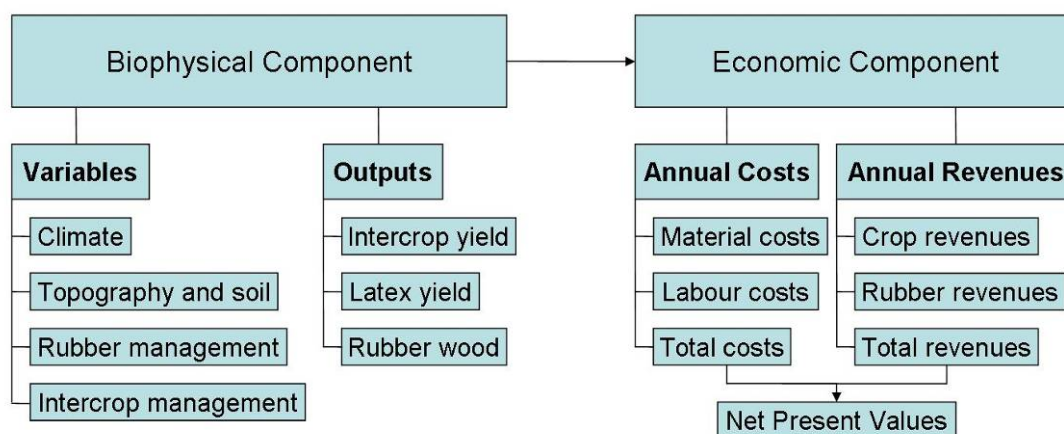 Biophysical Component
Economic Component
Variables
Climate
Topography and soil
Rubber management
Intercrop management
Outputs
Intercrop yield
Latex yield
Rubber wood
Annual Costs
Material costs
Labour costs
Total costs
Annual Revenues
Crop revenues
Rubber revenues
Total revenues
Net Present Values